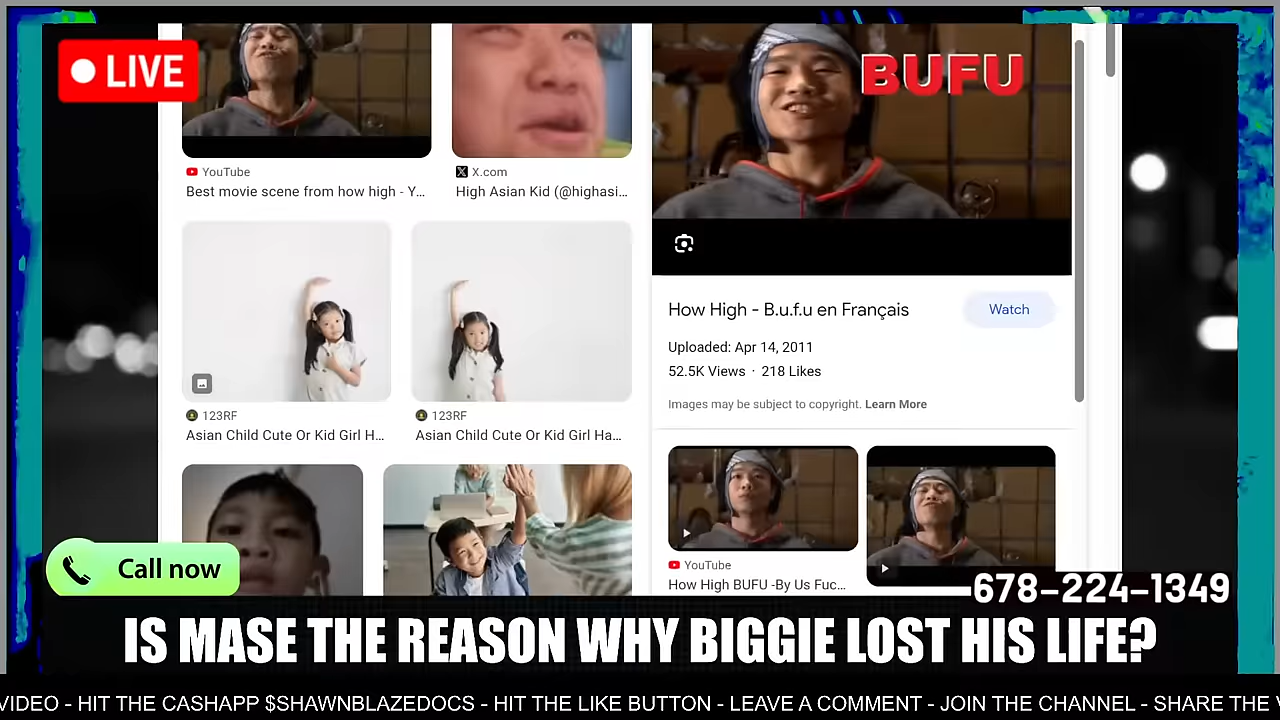 LIVE
BUFU
YouTube
Best movie scene from how high - Y...
X.com
High Asian Kid (@highasi...
123RF
Asian Child Cute Or Kid Girl H...
123RF
Asian Child Cute Or Kid Girl Ha...
How High - B.u.f.u en Français
Watch
Uploaded: Apr 14, 2011
52.5K Views · 218 Likes
Images may be subject to copyright. Learn More
YouTube
How High BUFU -By Us Fuc...
Call now
678-224-1349
IS MASE THE REASON WHY BIGGIE LOST HIS LIFE?
VIDEO - HIT THE CASHAPP $SHAWNBLAZEDOCS - HIT THE LIKE BUTTON - LEAVE A COMMENT - JOIN THE CHANNEL - SHARE THE V